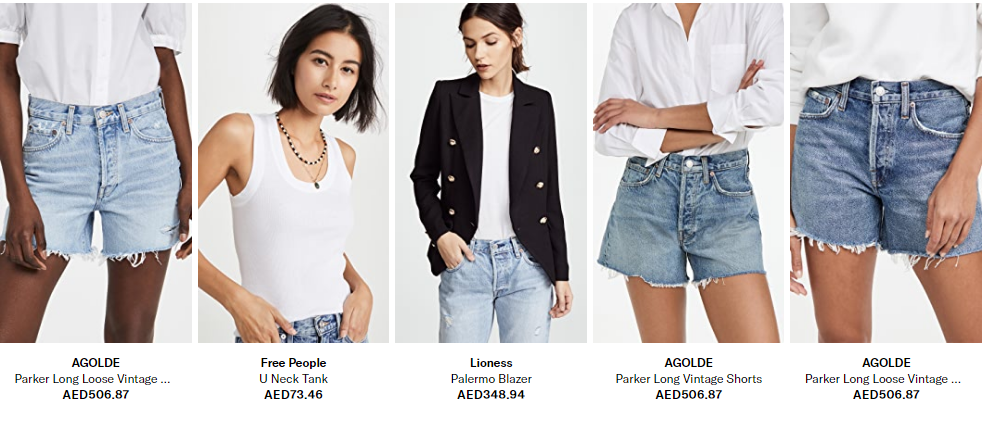 AGOLDE
Parker Long Loose Vintage ...
AED506.87
Free People
U Neck Tank
AED73.46
Lioness
Palermo Blazer
AED348.94
AGOLDE
Parker Long Vintage Shorts
AED506.87
AGOLDE
Parker Long Loose Vintage ...
AED506.87